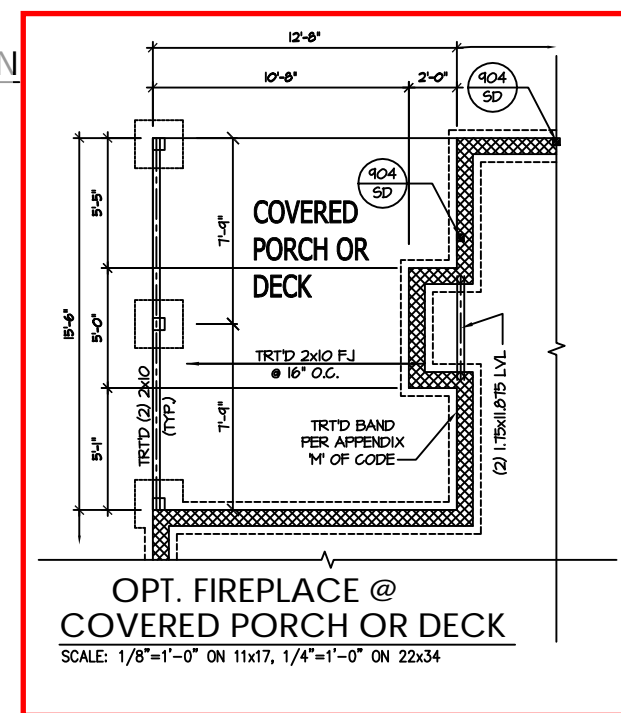 N
12'-8"
10'-8"
2'-0"
904
SD
904
SD
COVERED
PORCH OR
DECK
5'-5"
7'-9"
15'-6"
5'-0"
TRT'D 2x10 FJ
@ 16" O.C.
TRT'D (2) 2x10
(TYP.)
7'-9"
5'-1"
TRT'D BAND
PER APPENDIX
'M' OF CODE
(2) 1.75x11.875 LVL
OPT. FIREPLACE @
COVERED PORCH OR DECK
SCALE: 1/8"=1'-0" ON 11x17, 1/4"=1'-0" ON 22x34